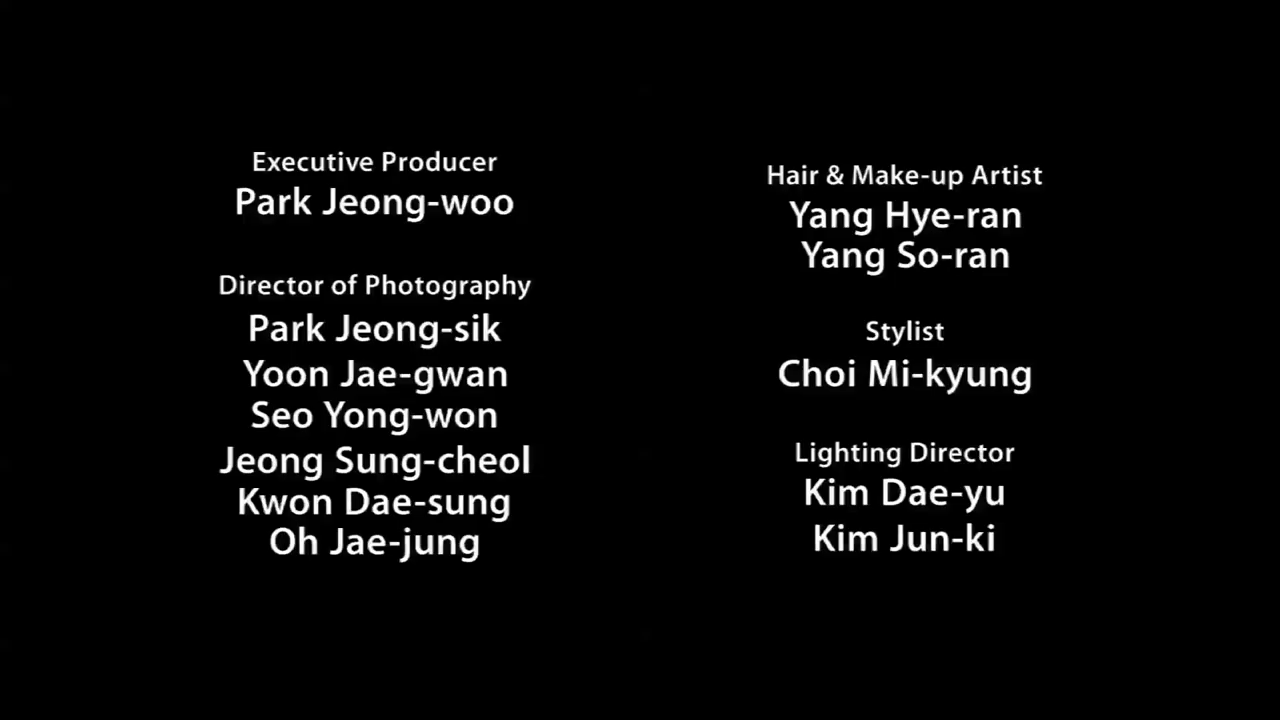 Executive Producer
Park Jeong-woo
Director of Photography
Park Jeong-sik
Yoon Jae-gwan
Seo Yong-won
Jeong Sung-cheol
Kwon Dae-sung
Oh Jae-jung
Hair & Make-up Artist
Yang Hye-ran
Yang So-ran
Stylist
Choi Mi-kyung
Lighting Director
Kim Dae-yu
Kim Jun-ki